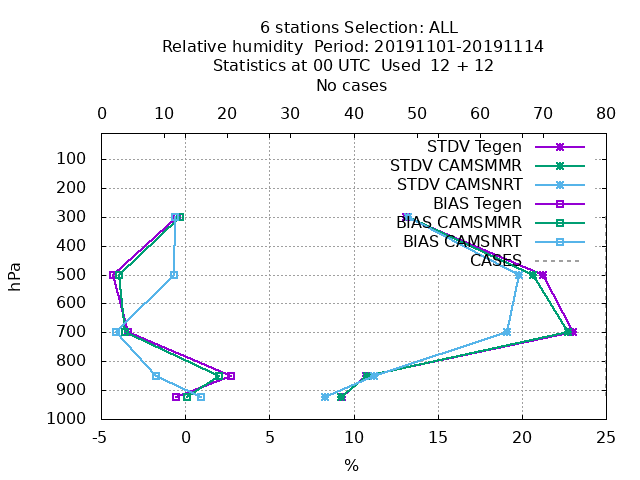 6 stations Selection: ALL
Relative humidity  Period: 20191101-20191114
Statistics at 00 UTC  Used  12 + 12
No cases
0 10 20 30 40 50 60 70 80
STDV Tegen
STDV CAMSMMR
STDV CAMSNRT
BIAS Tegen
BIAS CAMSMMR
BIAS CAMSNRT
CASES
100
200
300
400
500
600
700
800
900
1000
hPa
-5 0 5 10 15 20 25
%